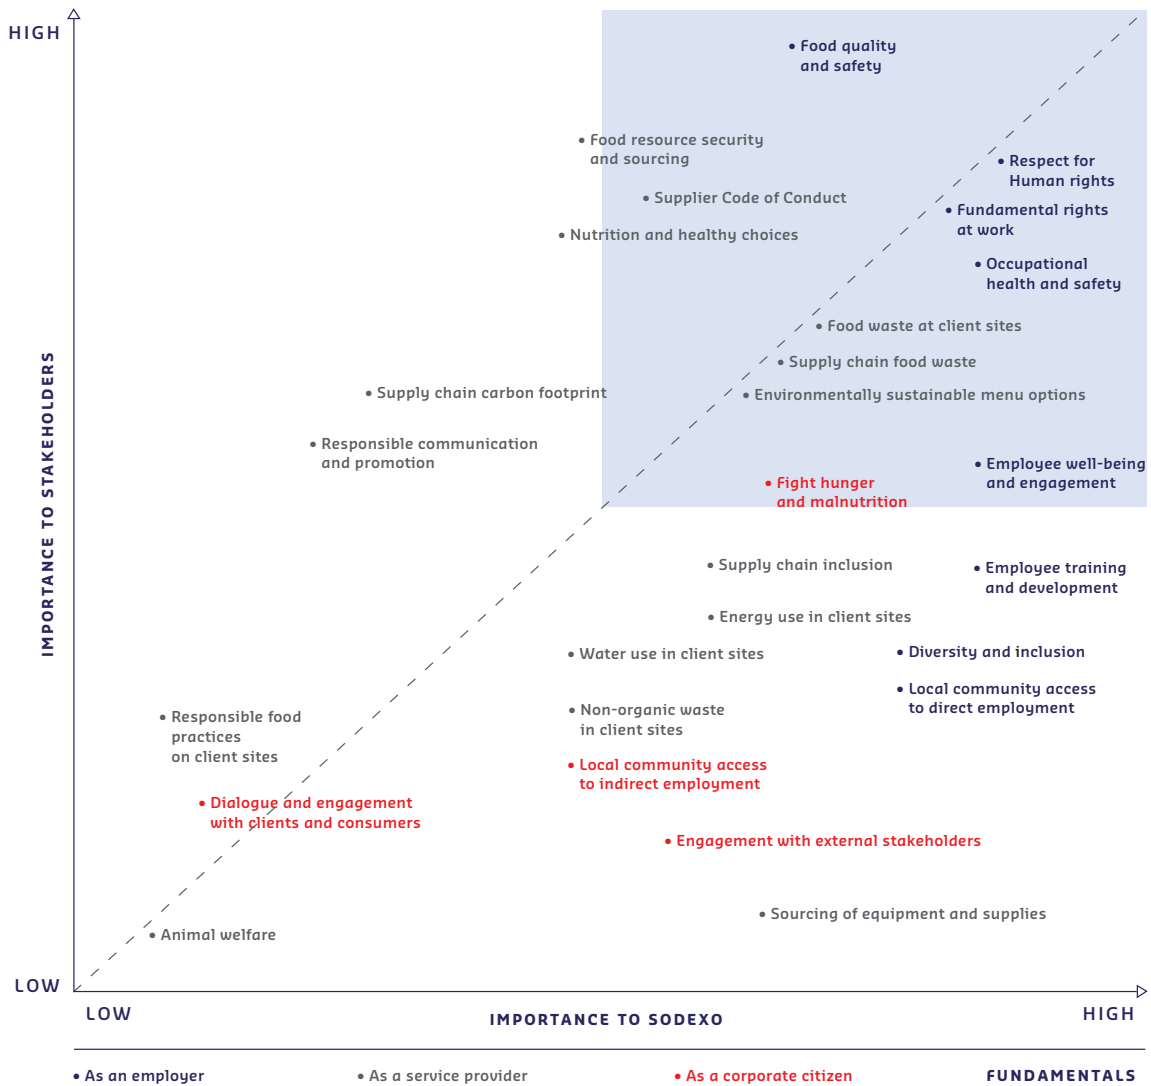 HIGH
• Food quality
and safety
• Food resource security
and sourcing
• Respect for
Human rights
• Supplier Code of Conduct
• Fundamental rights
at work
• Nutrition and healthy choices
• Occupational
health and safety
• Food waste at client sites
• Supply chain food waste
• Supply chain carbon footprint
• Environmentally sustainable menu options
• Responsible communication
and promotion
• Employee well-being
and engagement
• Fight hunger
and malnutrition
IMPORTANCE TO STAKEHOLDERS
• Supply chain inclusion
• Employee training
and development
• Energy use in client sites
• Water use in client sites
• Diversity and inclusion
• Local community access
to direct employment
• Non-organic waste
in client sites
• Responsible food
practices
on client sites
• Local community access
to indirect employment
• Dialogue and engagement
with clients and consumers
• Engagement with external stakeholders
• Sourcing of equipment and supplies
• Animal welfare
LOW
LOW
IMPORTANCE TO SODEXO
HIGH
• As an employer
• As a service provider
• As a corporate citizen
FUNDAMENTALS